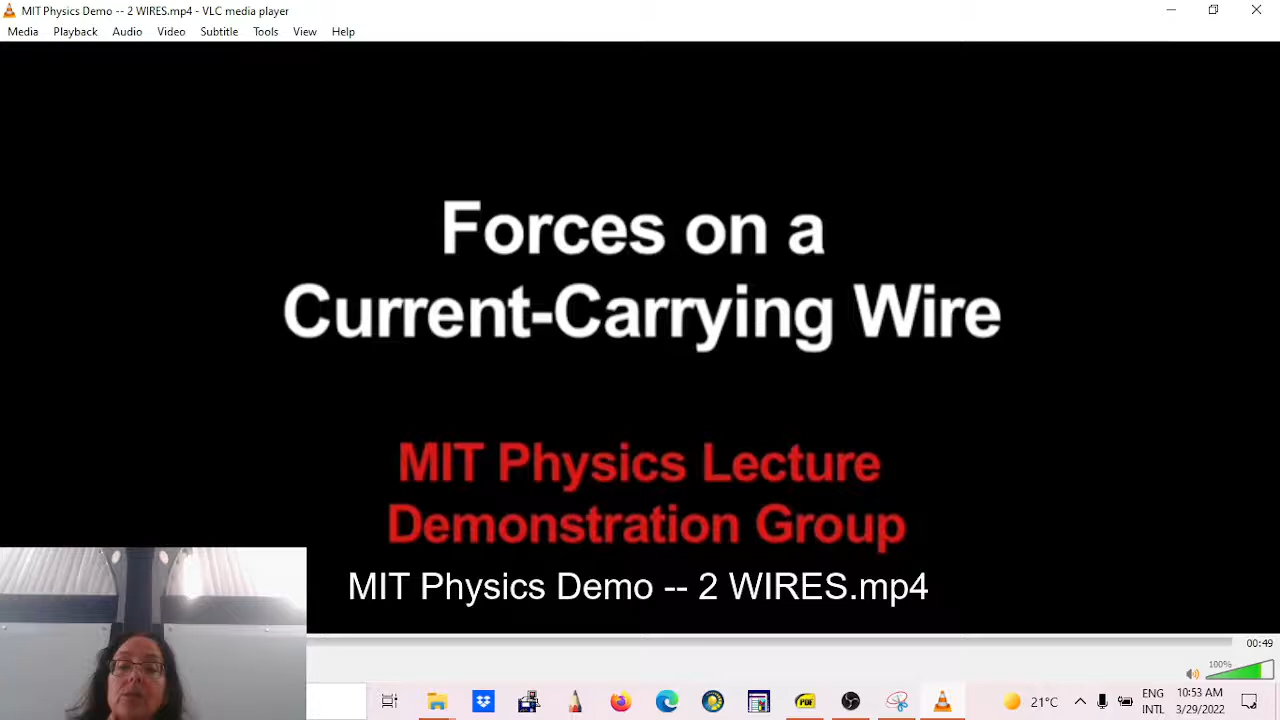 MIT Physics Demo -- 2 WIRES.mp4 - VLC media player
Media Playback Audio Video Subtitle Tools View Help
Forces on a
Current-Carrying Wire
MIT Physics Lecture
Demonstration Group
MIT Physics Demo -- 2 WIRES.mp4
00:49
100%
PDF
21°C
ENG
INTL
10:53 AM
3/29/2022